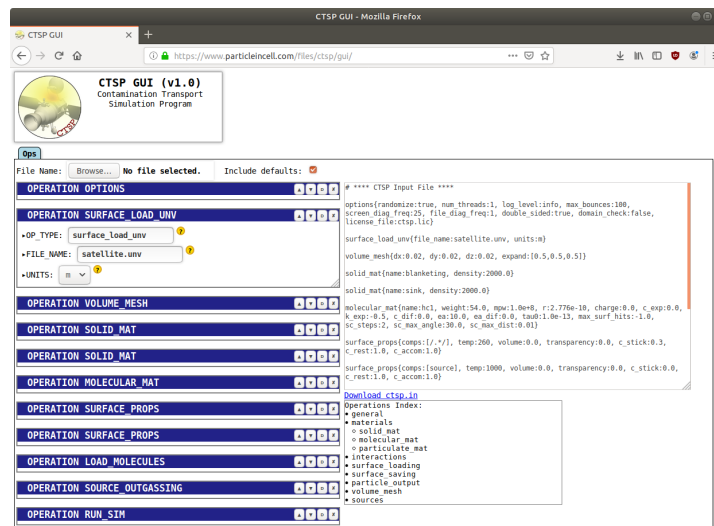 CTSP GUI - Mozilla Firefox
CTSP GUI
https://www.particleincell.com/files/ctsp/gui/
CTSP GUI (v1.0)
Contamination Transport
Simulation Program
CTSP
Ops
File Name: Browse... No file selected. Include defaults:
OPERATION OPTIONS
OPERATION SURFACE_LOAD_UNV
OP_TYPE: surface_load_unv
FILE_NAME: satellite.unv
UNITS: m
OPERATION VOLUME_MESH
OPERATION SOLID_MAT
OPERATION SOLID_MAT
OPERATION MOLECULAR_MAT
OPERATION SURFACE_PROPS
OPERATION SURFACE_PROPS
OPERATION LOAD_MOLECULES
OPERATION SOURCE_OUTGASSING
OPERATION RUN_SIM
# **** CTSP Input File ****
options{randomize:true, num_threads:1, log_level:info, max_bounces:100,
screen_diag_freq:25, file_diag_freq:1, double_sided:true, domain_check:false,
license_file:ctsp.lic}
surface_load_unv{file_name:satellite.unv, units:m}
volume_mesh{dx:0.02, dy:0.02, dz:0.02, expand:[0.5,0.5,0.5]}
solid_mat{name:blanketing, density:2000.0}
solid_mat{name:sink, density:2000.0}
molecular_mat{name:hc1, weight:54.0, mpw:1.0e+8, r:2.776e-10, charge:0.0, c_exp:0.0,
k_exp:-0.5, c_dif:0.0, ea:10.0, ea_dif:0.0, tau0:1.0e-13, max_surf_hits:-1.0,
sc_steps:2, sc_max_angle:30.0, sc_max_dist:0.01}
surface_props{comps:[/.*/], temp:260, volume:0.0, transparency:0.0, c_stick:0.3,
c_rest:1.0, c_accom:1.0}
surface_props{comps:[source], temp:1000, volume:0.0, transparency:0.0, c_stick:0.0,
c_rest:1.0, c_accom:1.0}
Download ctsp.in
Operations Index:
• general
• materials
o solid_mat
o molecular_mat
o particulate_mat
• interactions
• surface_loading
• surface_saving
• particle_output
• volume_mesh
• sources